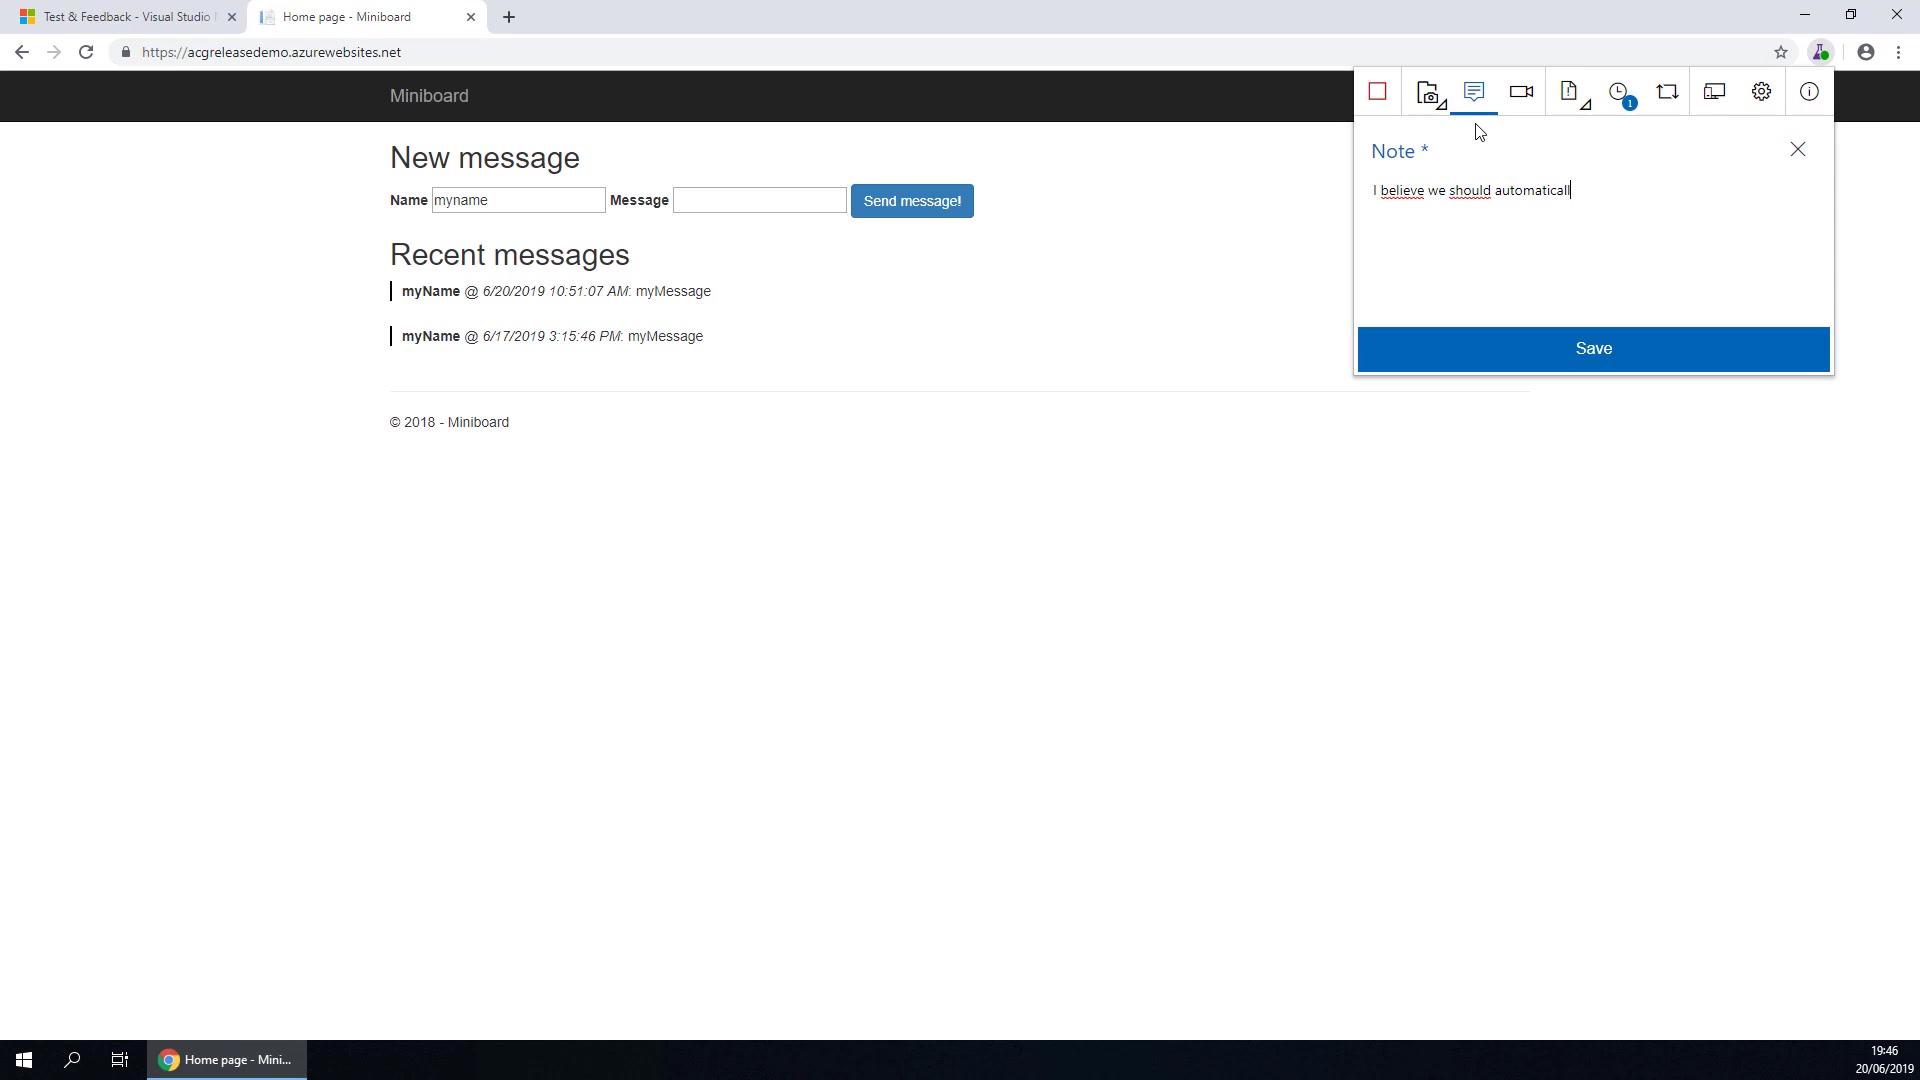 Test & Feedback - Visual Studio
Home page - Miniboard
https://acgreleasedemo.azurewebsites.net
Miniboard
1
Note *
I believe we should automaticall
Save
New message
Name myname Message Send message!
Recent messages
myName @ 6/20/2019 10:51:07 AM: myMessage
myName @ 6/17/2019 3:15:46 PM: myMessage
© 2018 - Miniboard
Home page - Mini...
19:46
20/06/2019